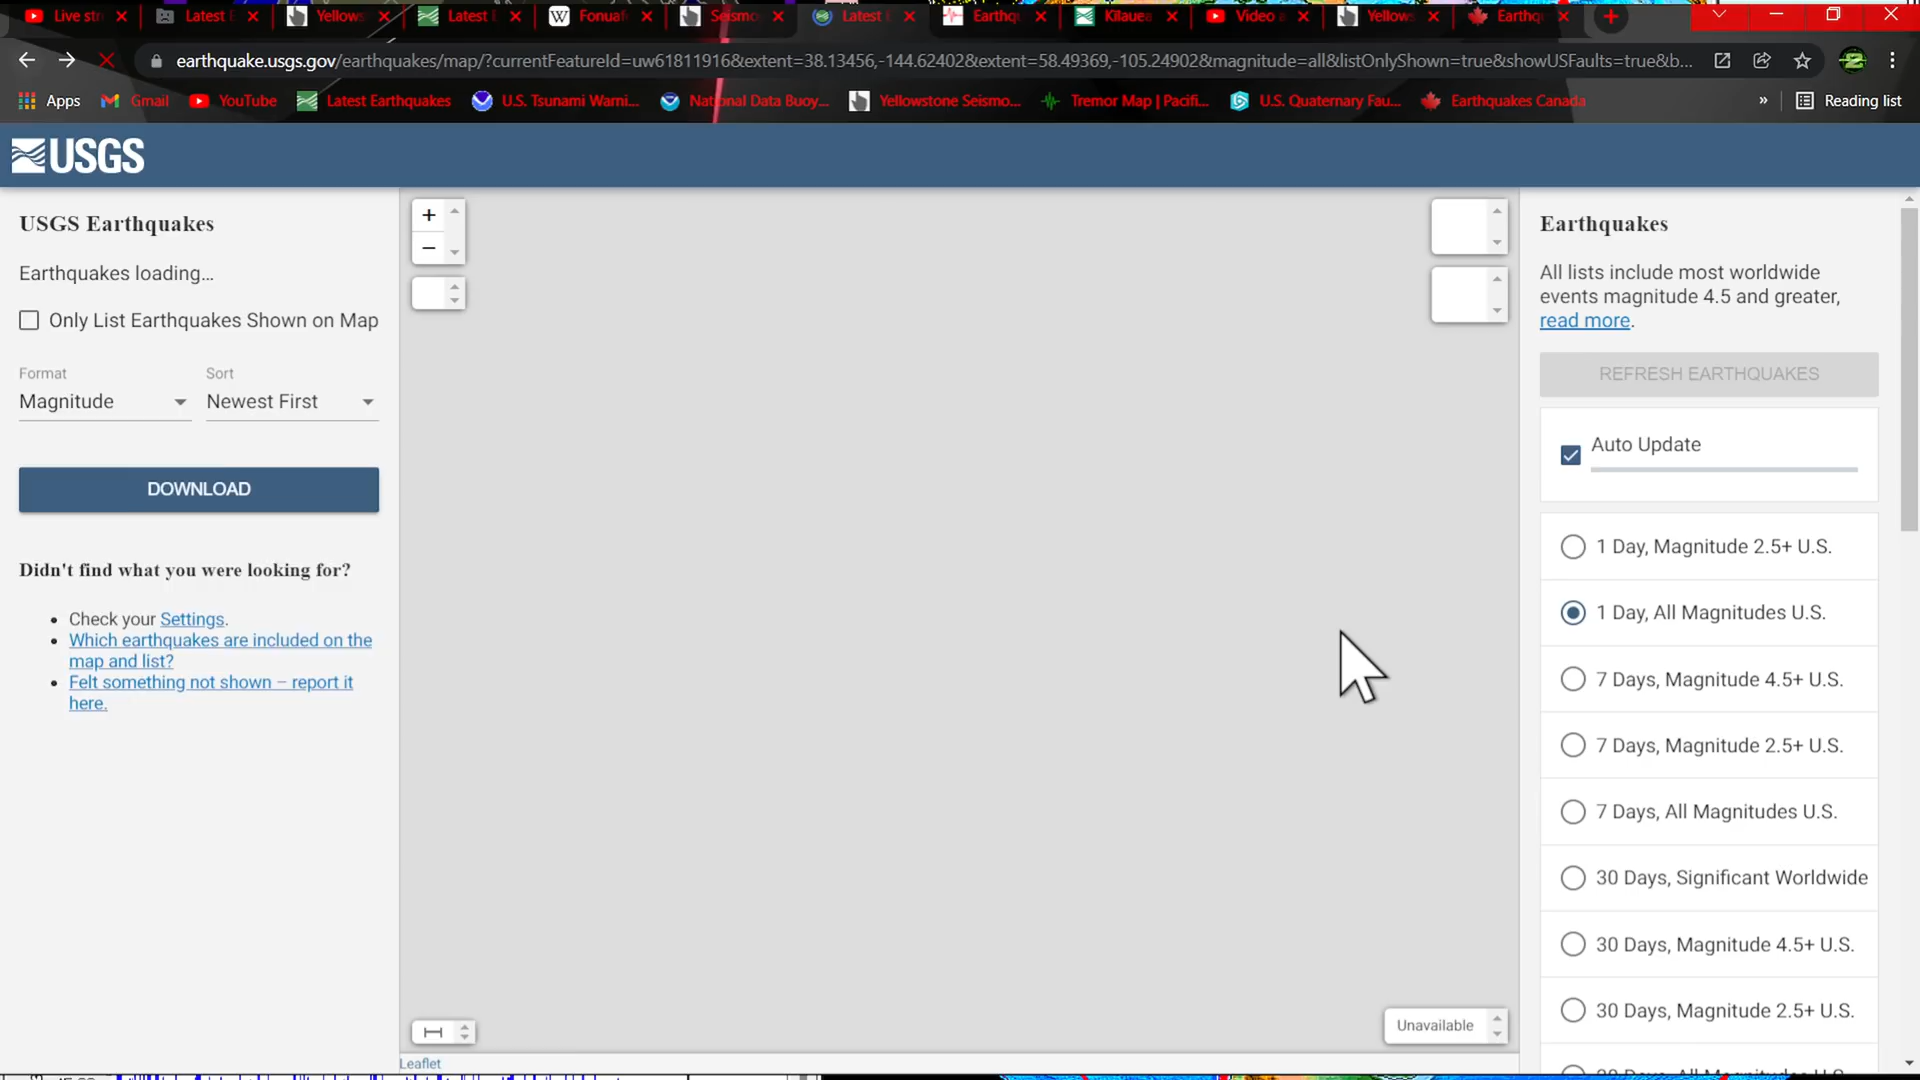 Live str
Latest E
Yellows
Latest
Fonuaf
Seismo
Latest E
Earthqu
Kilauea
Video a
Yellows
Earthq
earthquake.usgs.gov/earthquakes/map/?currentFeatureId=uw61811916&extent=38.13456,-144.62402&extent=58.49369,-105.24902&magnitude=all&listOnlyShown=true&showUSFaults=true&b...
Apps
Gmail
YouTube
Latest Earthquakes
U.S. Tsunami Warni...
National Data Buoy...
Yellowstone Seismo...
Tremor Map | Pacifi...
U.S. Quaternary Fau...
Earthquakes Canada
»
Reading list
USGS
USGS Earthquakes
Earthquakes loading...
Only List Earthquakes Shown on Map
Format
Sort
Magnitude
Newest First
DOWNLOAD
Didn't find what you were looking for?
• Check your Settings.
• Which earthquakes are included on the
map and list?
• Felt something not shown – report it
here.
+
−
Unavailable
Leaflet
Earthquakes
All lists include most worldwide
events magnitude 4.5 and greater,
read more.
REFRESH EARTHQUAKES
Auto Update
1 Day, Magnitude 2.5+ U.S.
1 Day, All Magnitudes U.S.
7 Days, Magnitude 4.5+ U.S.
7 Days, Magnitude 2.5+ U.S.
7 Days, All Magnitudes U.S.
30 Days, Significant Worldwide
30 Days, Magnitude 4.5+ U.S.
30 Days, Magnitude 2.5+ U.S.
30 Days, All Magnitudes U.S.